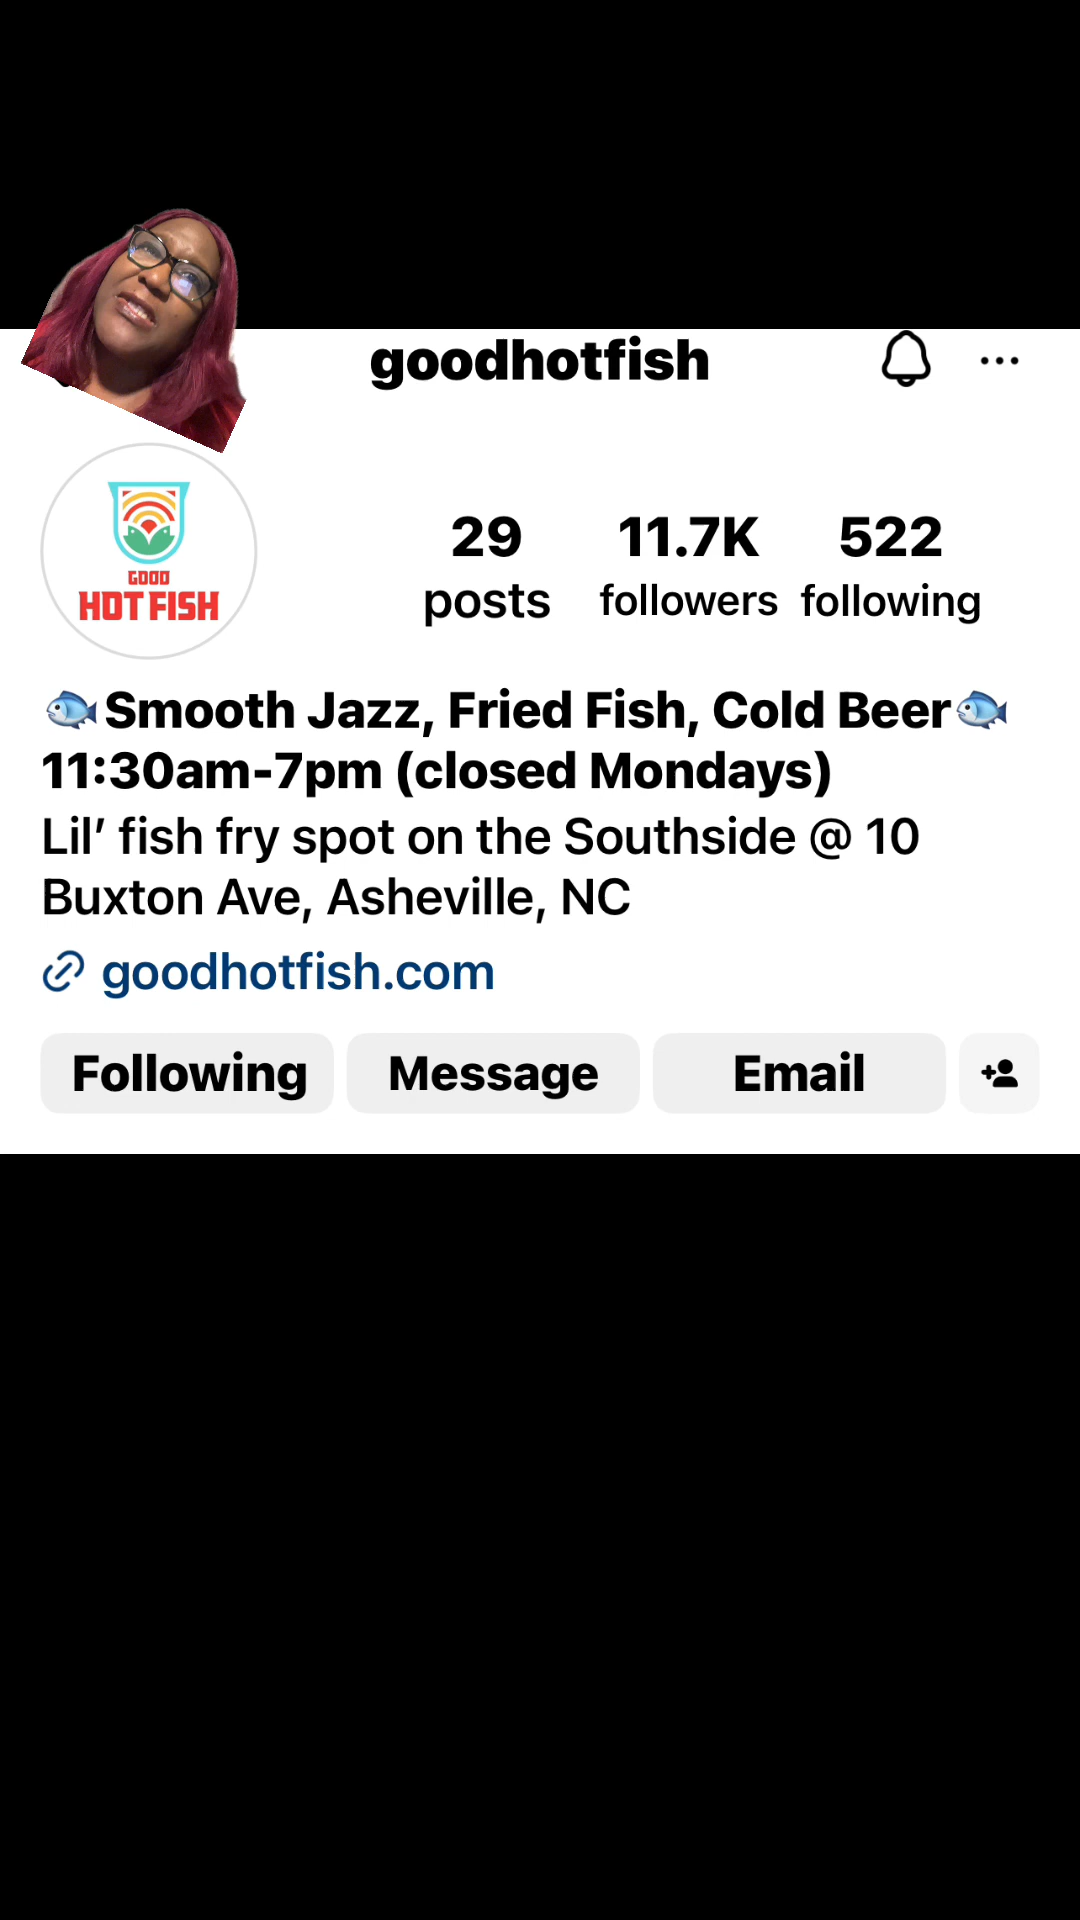 goodhotfish
GOOD
HOT FISH
29 11.7K 522
posts followers following
🐟Smooth Jazz, Fried Fish, Cold Beer🐟
11:30am-7pm (closed Mondays)
Lil’ fish fry spot on the Southside @ 10
Buxton Ave, Asheville, NC
goodhotfish.com
Following Message Email